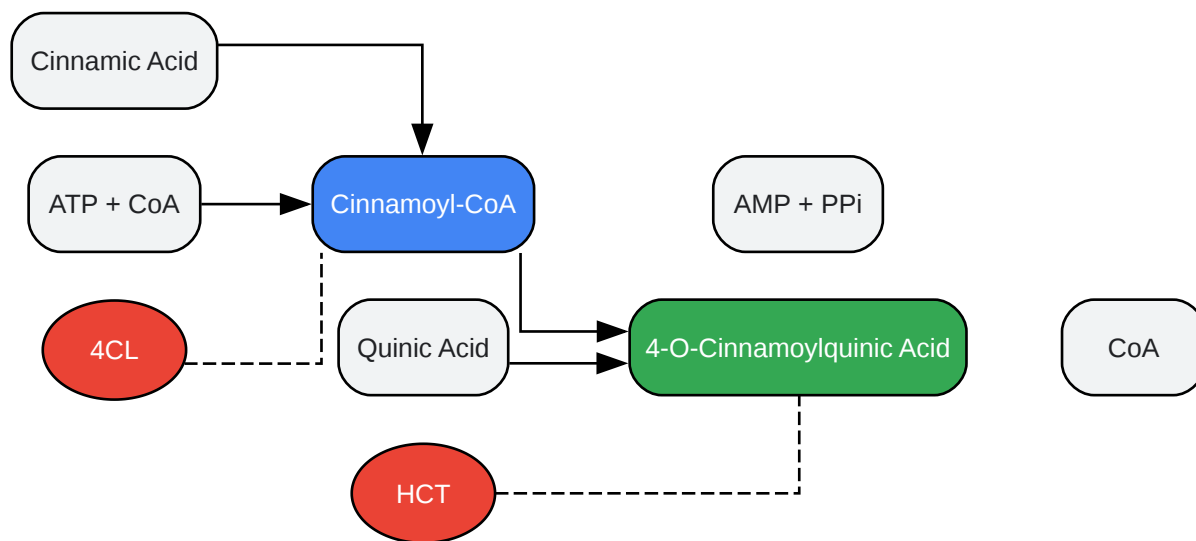 Cinnamic Acid
ATP + CoA
Cinnamoyl-CoA
AMP + PPi
4CL
Quinic Acid
4-O-Cinnamoylquinic Acid
CoA
HCT